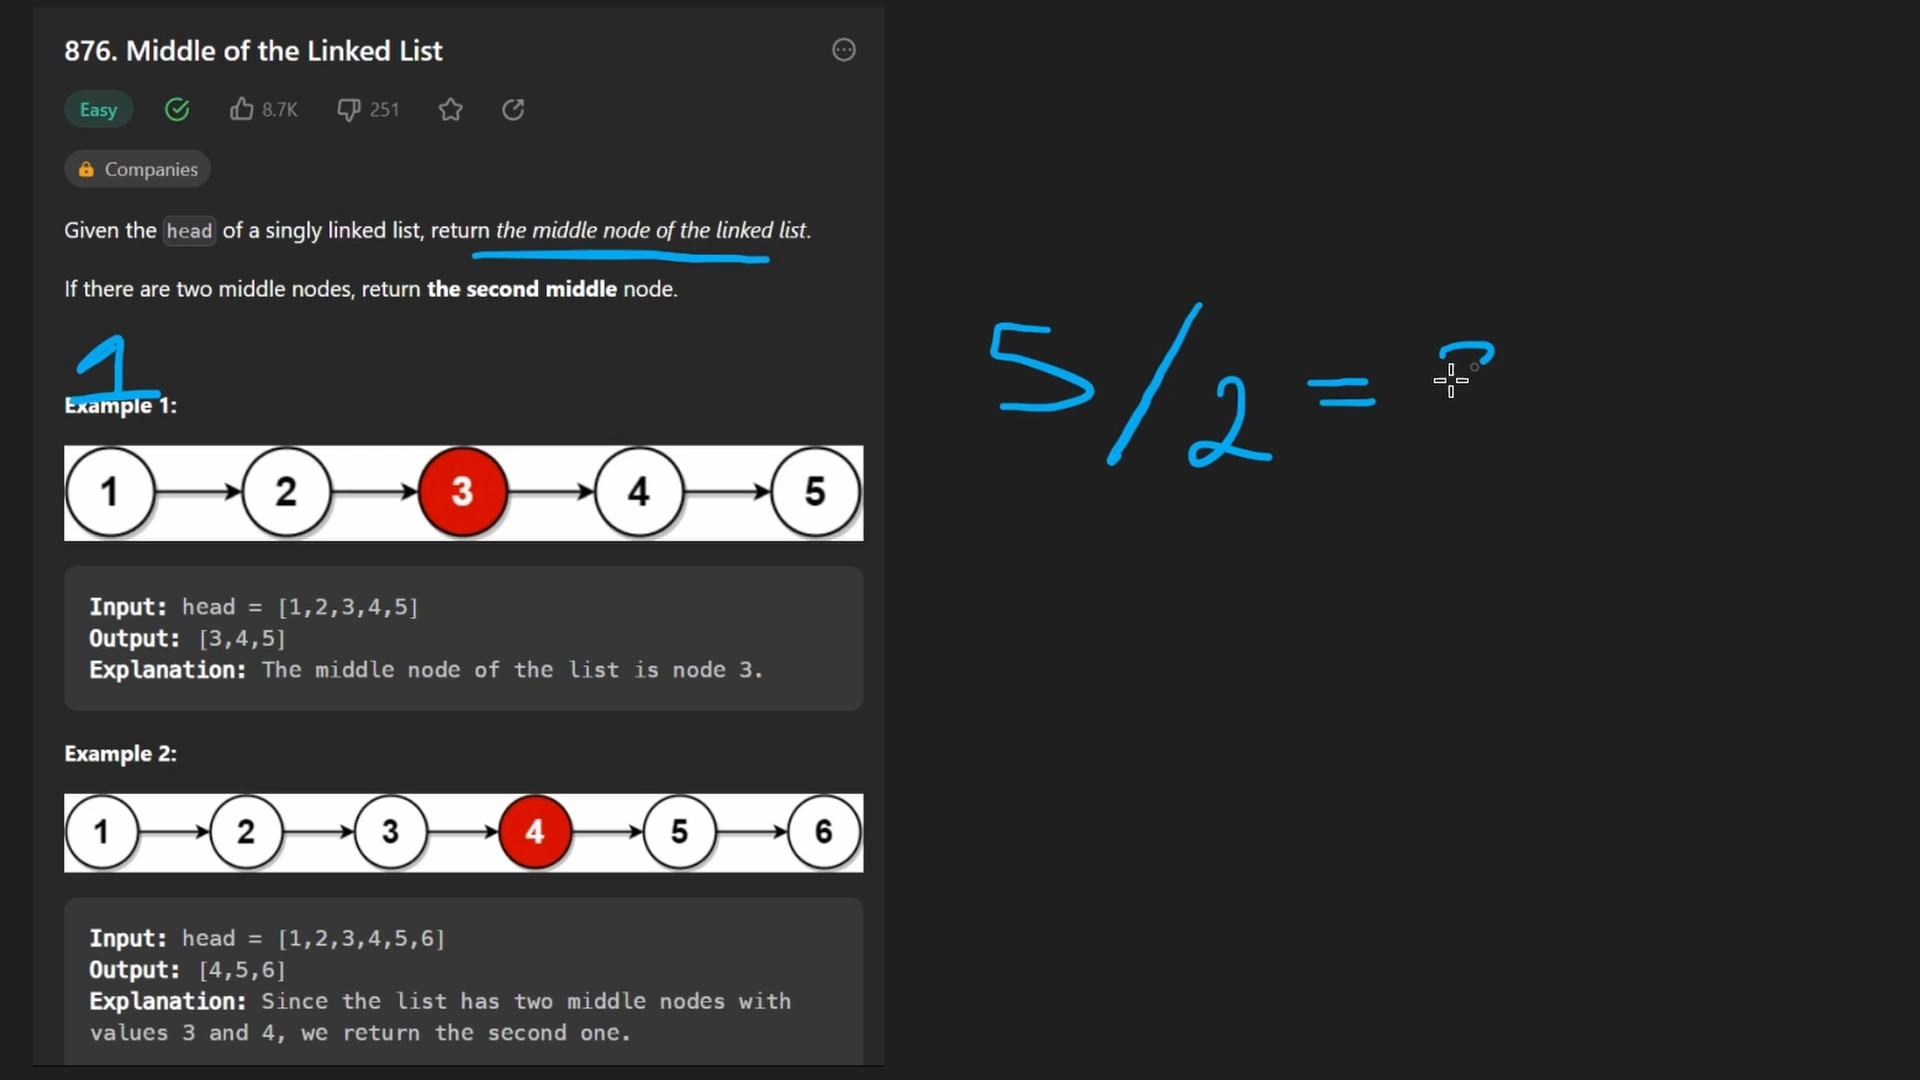 876. Middle of the Linked List
Easy 8.7K 251
Companies
Given the head of a singly linked list, return the middle node of the linked list.
If there are two middle nodes, return the second middle node.
1
Example 1:
1 2 3 4 5
Input: head = [1,2,3,4,5]
Output: [3,4,5]
Explanation: The middle node of the list is node 3.
Example 2:
1 2 3 4 5 6
Input: head = [1,2,3,4,5,6]
Output: [4,5,6]
Explanation: Since the list has two middle nodes with
values 3 and 4, we return the second one.
5/2 =